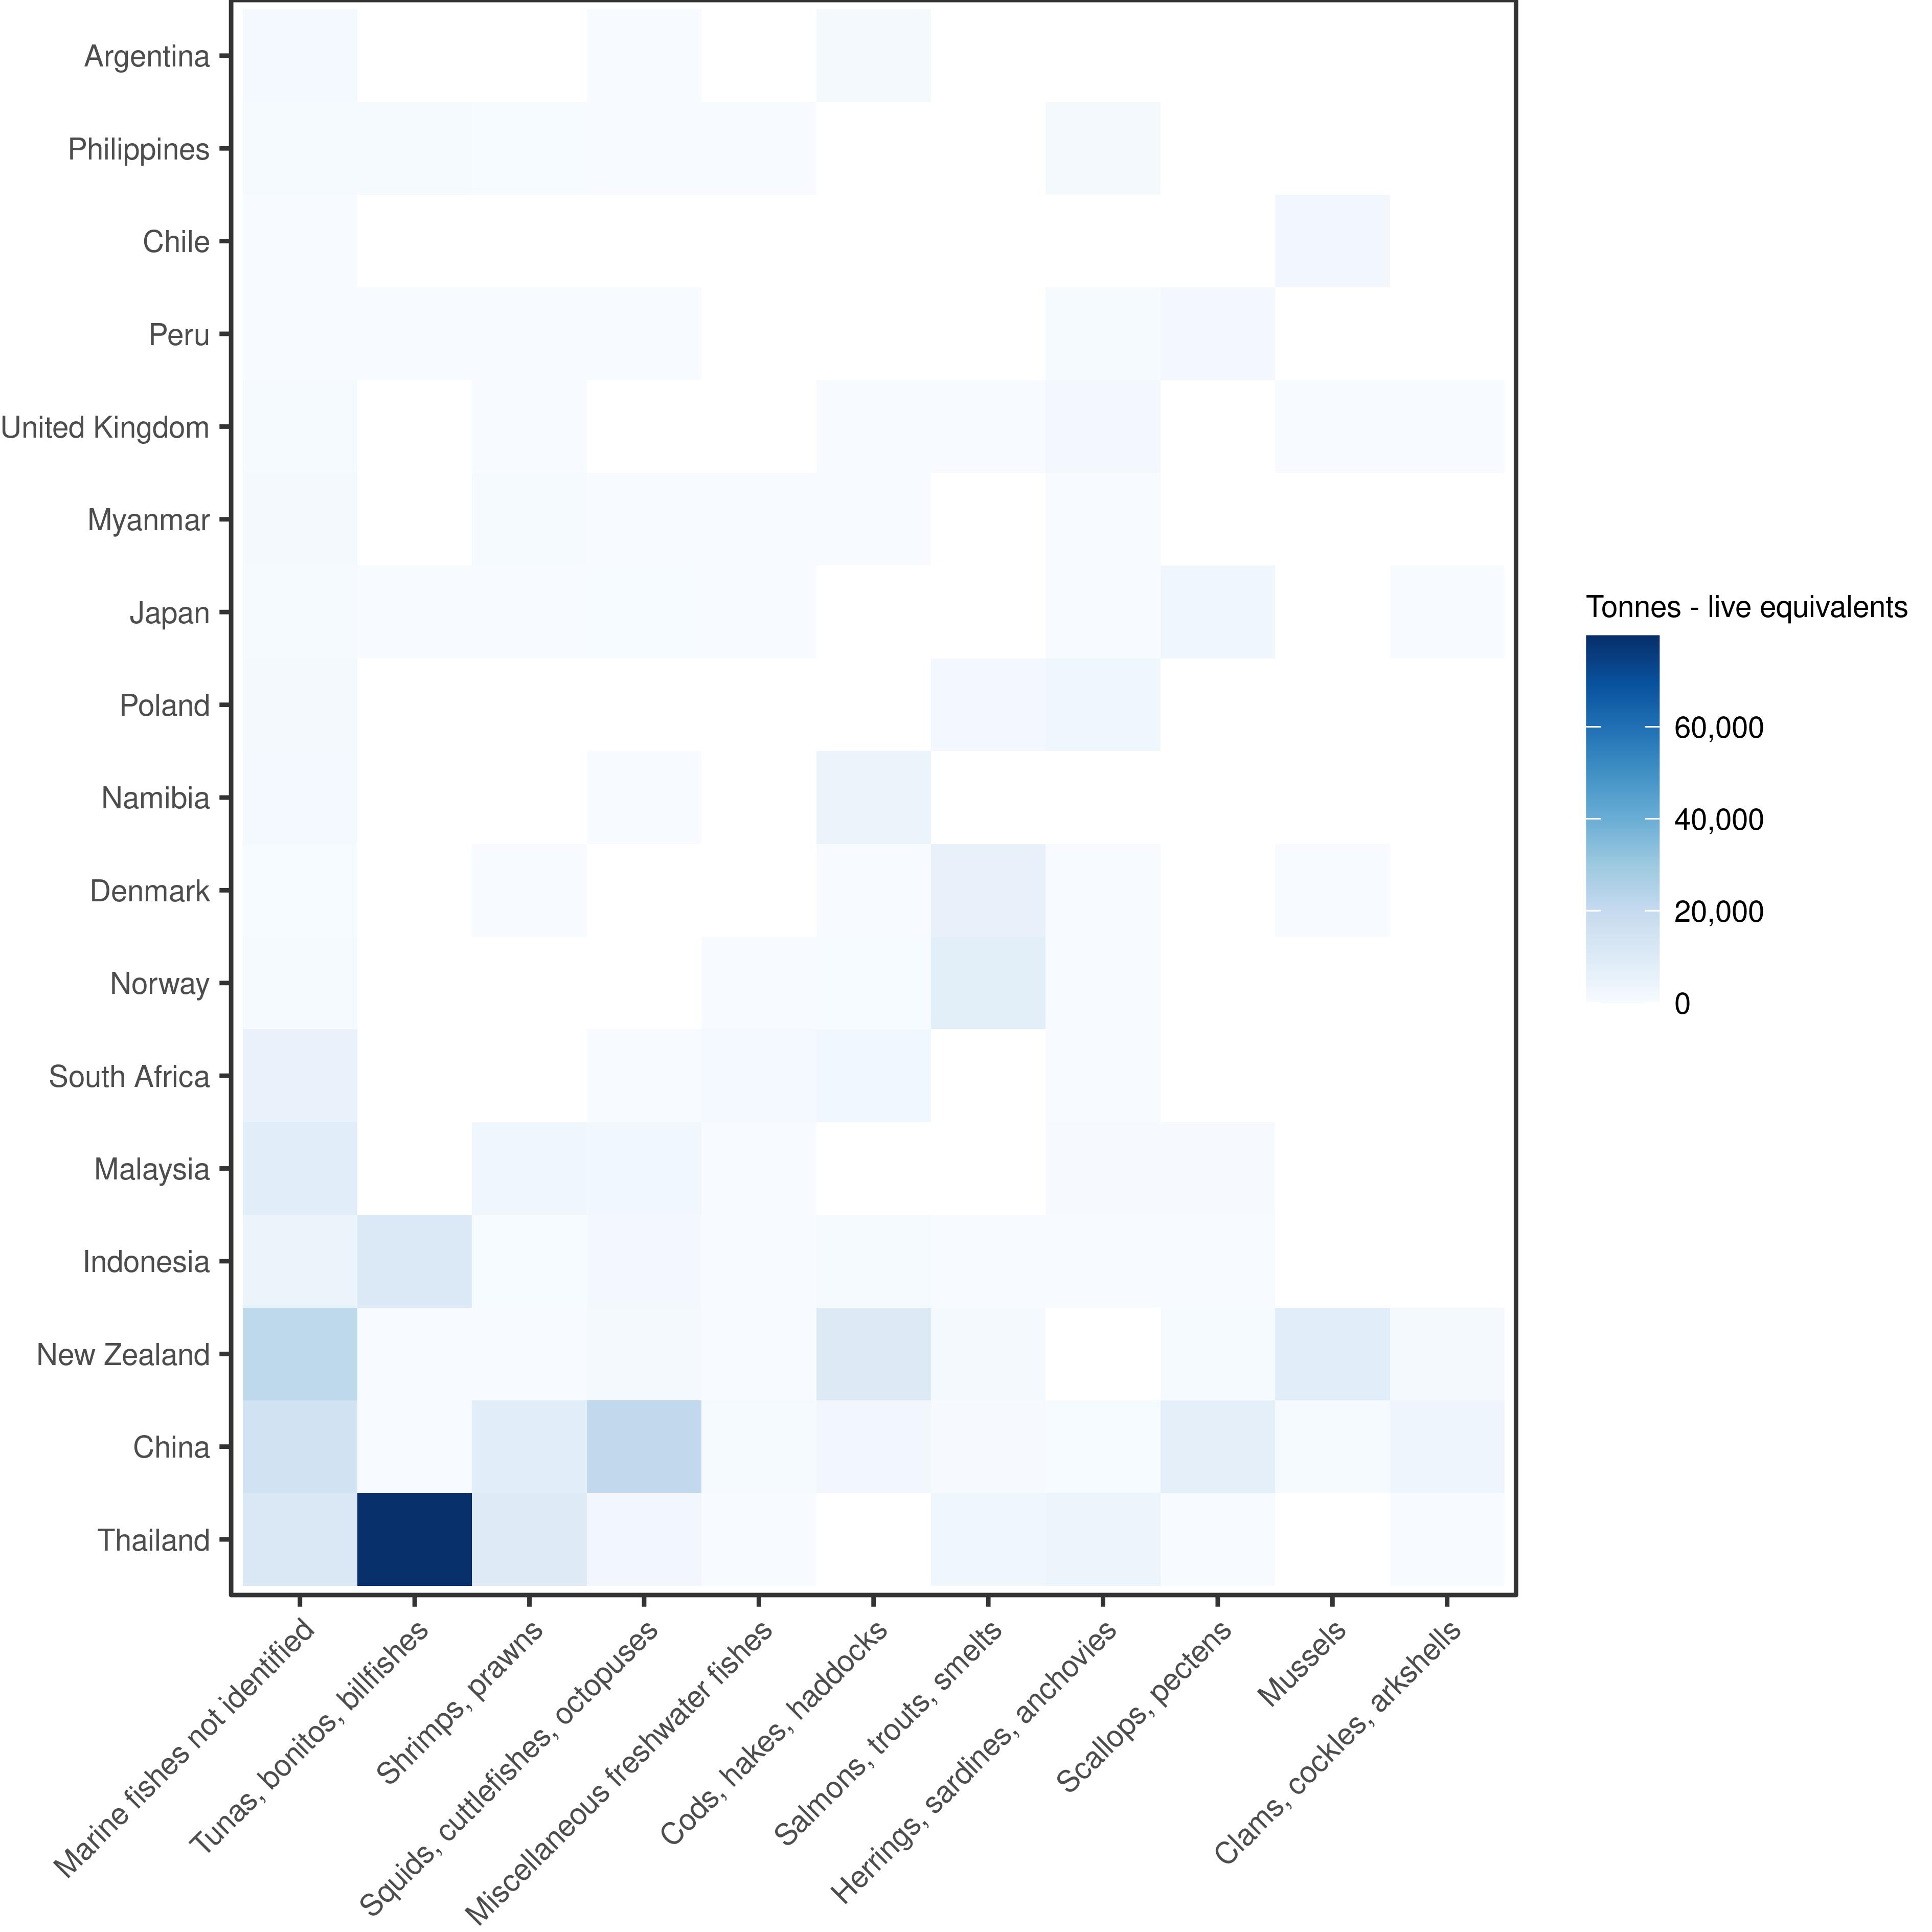 Argentina
Philippines
Chile
Peru
United Kingdom
Myanmar
Japan
Poland
Namibia
Denmark
Norway
South Africa
Malaysia
Indonesia
New Zealand
China
Thailand
Marine fishes not identified
Tunas, bonitos, billfishes
Shrimps, prawns
Squids, cuttlefishes, octopuses
Miscellaneous freshwater fishes
Cods, hakes, haddocks
Salmons, trouts, smelts
Herrings, sardines, anchovies
Scallops, pectens
Mussels
Clams, cockles, arkshells
Tonnes - live equivalents
60,000
40,000
20,000
0